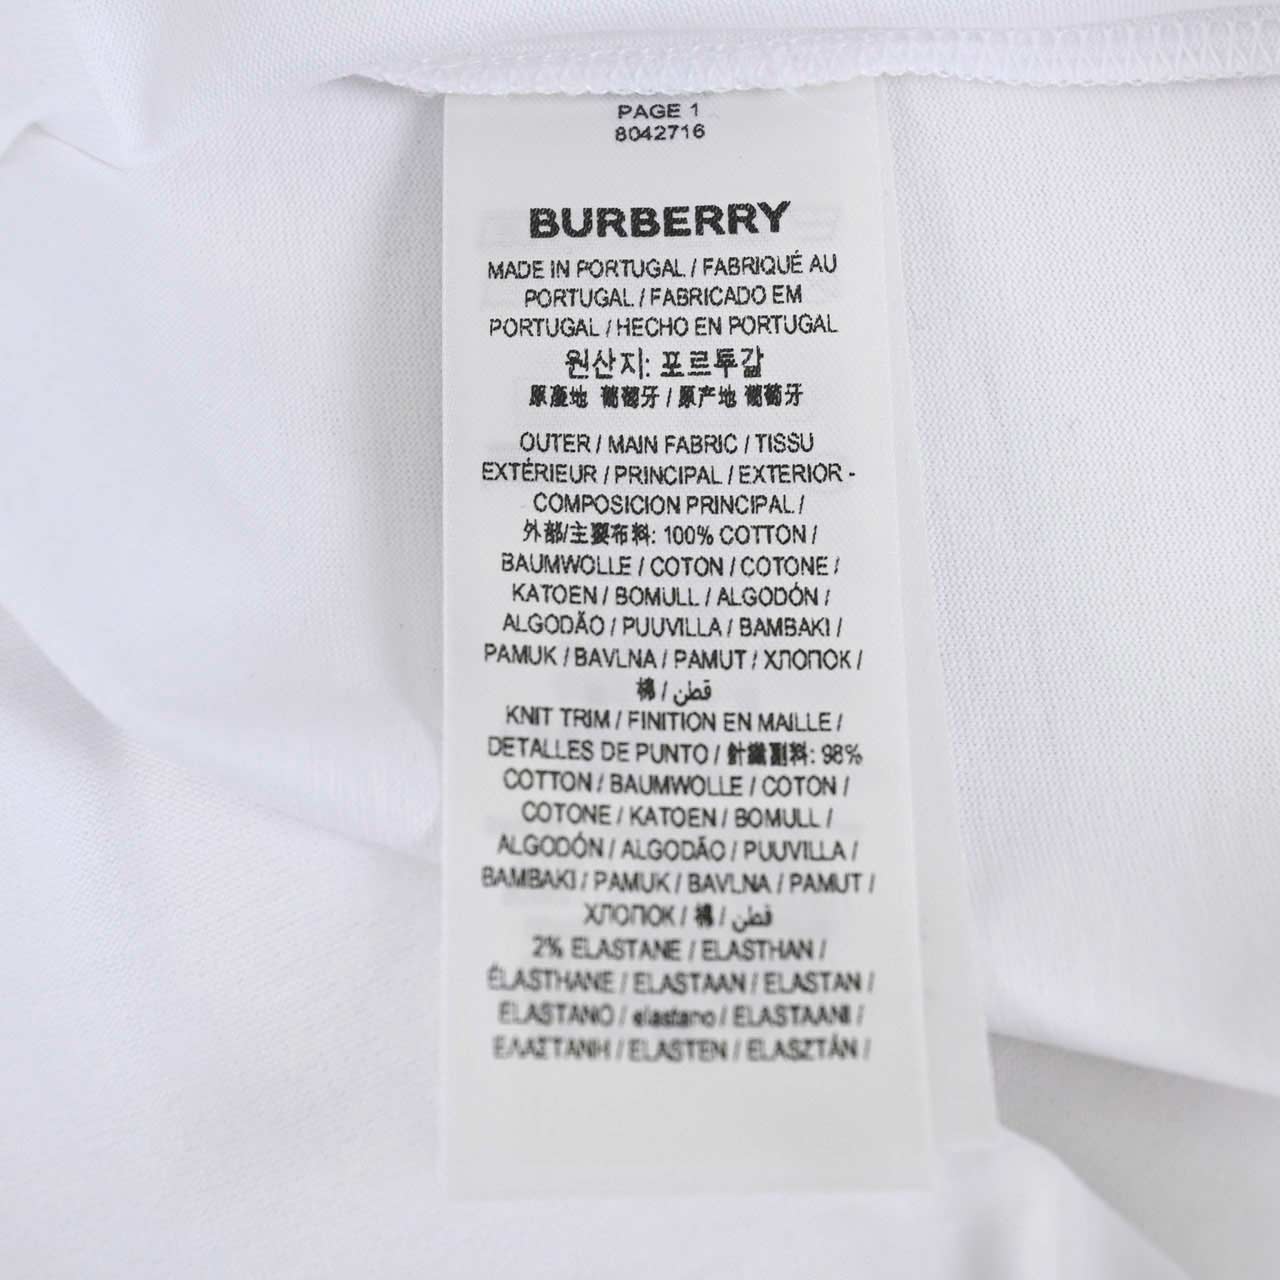 PAGE 1
8042716
BURBERRY
MADE IN PORTUGAL / FABRIQUÉ AU
PORTUGAL / FABRICADO EM
PORTUGAL / HECHO EN PORTUGAL
원산지: 포르투갈
原產地 葡萄牙 / 原产地 葡萄牙
OUTER / MAIN FABRIC / TISSU
EXTÉRIEUR / PRINCIPAL / EXTERIOR -
COMPOSICION PRINCIPAL /
外部/主要布料: 100% COTTON /
BAUMWOLLE / COTON / COTONE /
KATOEN / BOMULL / ALGODÓN /
ALGODÃO / PUUVILLA / BAMBAKI /
PAMUK / BAVLNA / PAMUT / ХЛОПОК /
棉 / قطن
KNIT TRIM / FINITION EN MAILLE /
DETALLES DE PUNTO / 針織副料: 98%
COTTON / BAUMWOLLE / COTON /
COTONE / KATOEN / BOMULL /
ALGODÓN / ALGODÃO / PUUVILLA /
BAMBAKI / PAMUK / BAVLNA / PAMUT /
ХЛОПОК / 棉 / قطن
2% ELASTANE / ELASTHAN /
ÉLASTHANE / ELASTAAN / ELASTAN /
ELASTANO / elastano / ELASTAANI /
ΕΛΑΣΤΑΝΗ / ELASTEN / ELASZTÁN /